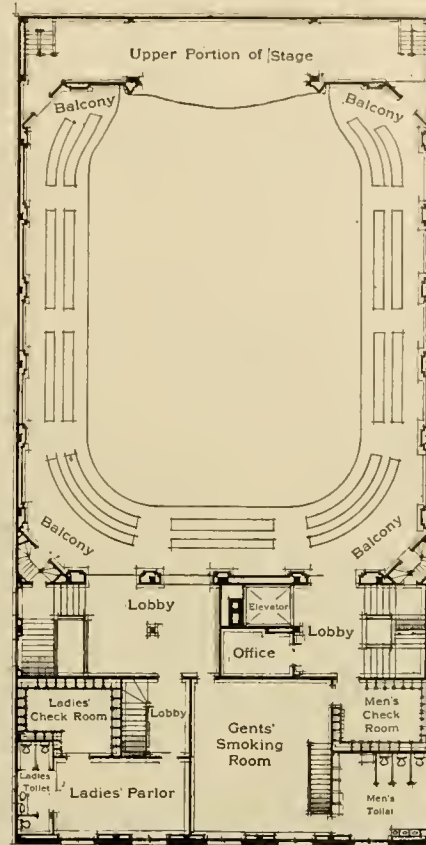 Upper Portion of Stage
Balcony
Balcony
Balcony
Balcony
Lobby
Elevator
Lobby
Office
Ladies'
Check Room
Lobby
Men's
Check
Room
Gents'
Smoking
Room
Ladies
Toilet
Ladies' Parlor
Men's
Toilet